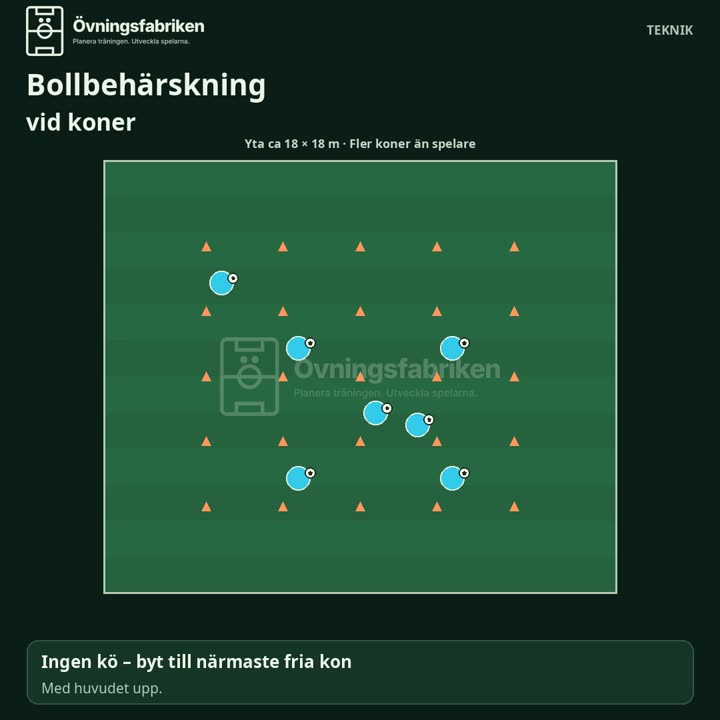 Övningsfabriken
Planera träningen. Utveckla spelarna.
TEKNIK
Bollbehärskning
vid koner
Yta ca 18 × 18 m · Fler koner än spelare
Övningsfabriken
Planera träningen. Utveckla spelarna.
Ingen kö – byt till närmaste fria kon
Med huvudet upp.